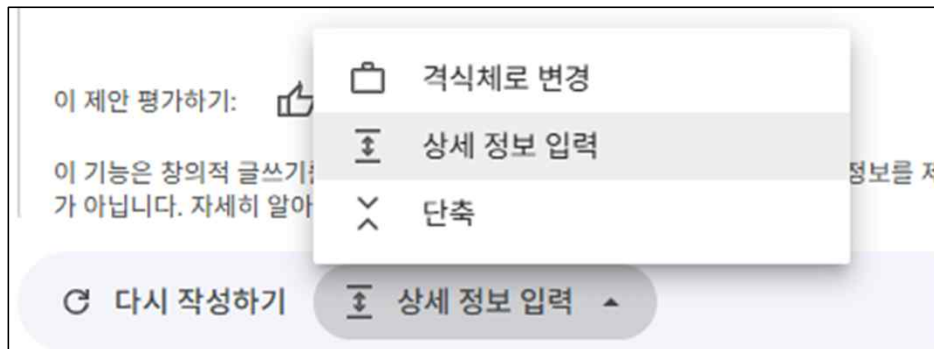 격식체로 변경
이 제안 평가하기:
상세 정보 입력
이 기능은 창의적 글쓰기 정보를
가 아닙니다. 자세히 알아
단축
다시 작성하기 상세 정보 입력